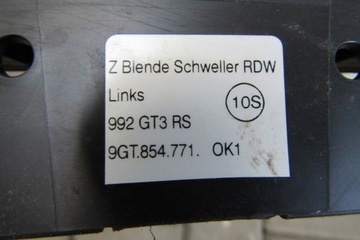 Z Blende Schweller RDW
Links
10S
992 GT3 RS
9GT.854.771. OK1